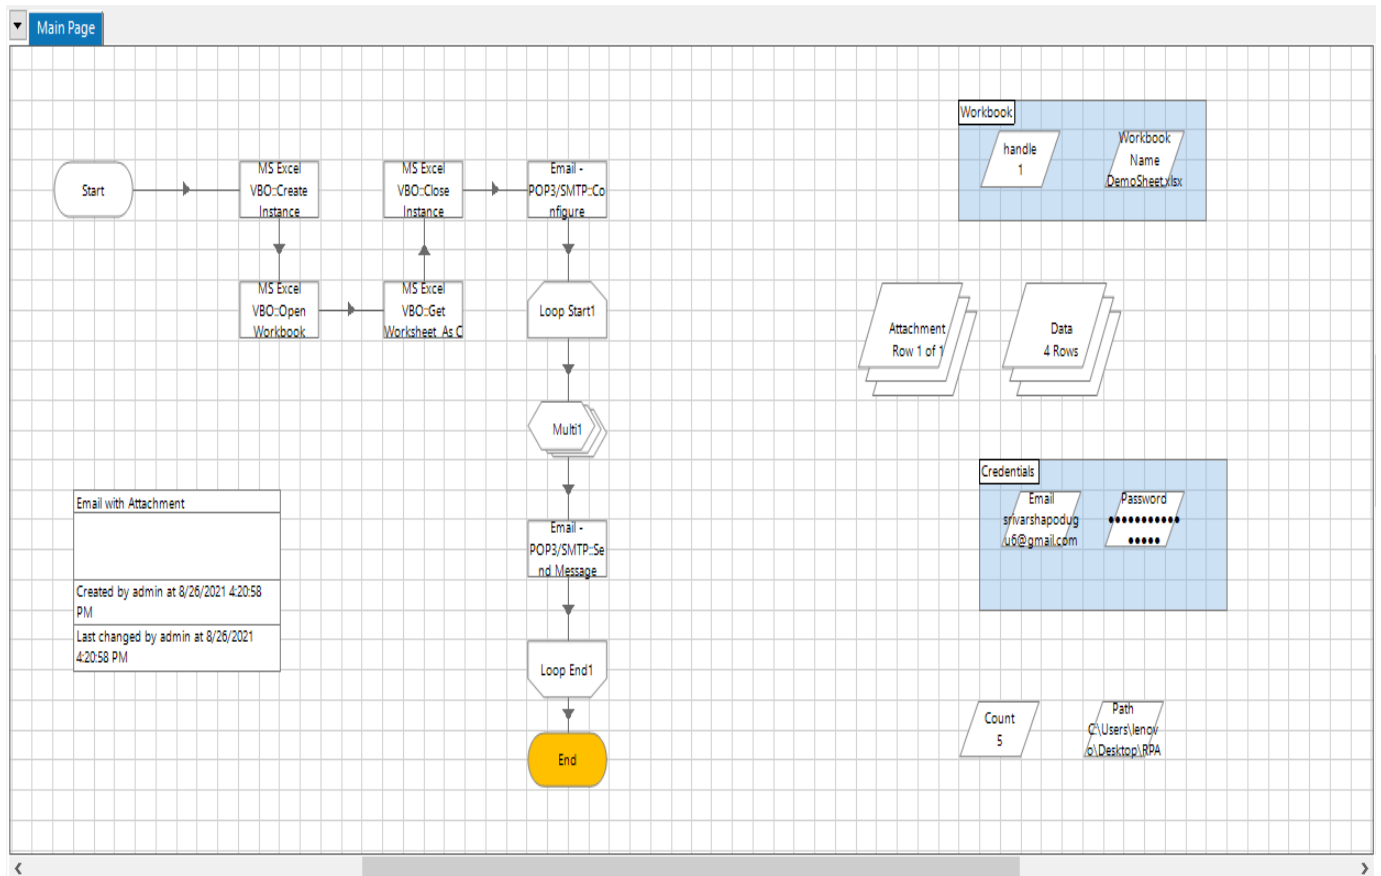 Main Page
Start
MS Excel
VBO::Create
Instance
MS Excel
VBO::Close
Instance
Email -
POP3/SMTP::Co
nfigure
MS Excel
VBO::Open
Workbook
MS Excel
VBO::Get
Worksheet As C
Loop Start1
Multi1
Email -
POP3/SMTP::Se
nd Message
Loop End1
End
Email with Attachment
Created by admin at 8/26/2021 4:20:58
PM
Last changed by admin at 8/26/2021
4:20:58 PM
Workbook
handle
1
Workbook
Name
DemoSheet.xlsx
Attachment
Row 1 of 1
Data
4 Rows
Credentials
Email
srivarshapodug
u6@gmail.com
Password
●●●●●●●●●●●
●●●●●
Count
5
Path
C:\Users\lenov
o\Desktop\RPA